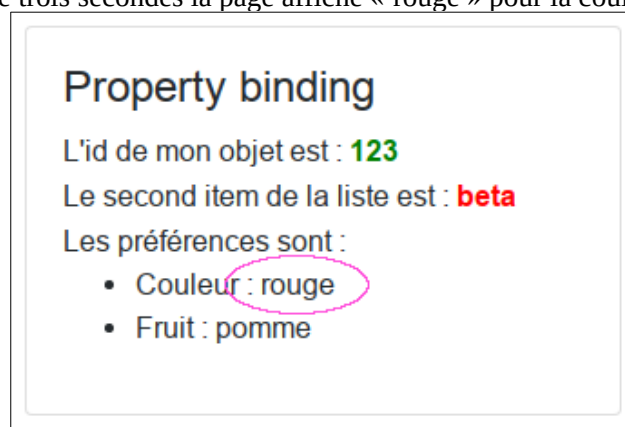 trois secondes la page affiche « rouge » pour la
Property binding
L'id de mon objet est : 123
Le second item de la liste est : beta
Les préférences sont :
• Couleur : rouge
• Fruit : pomme